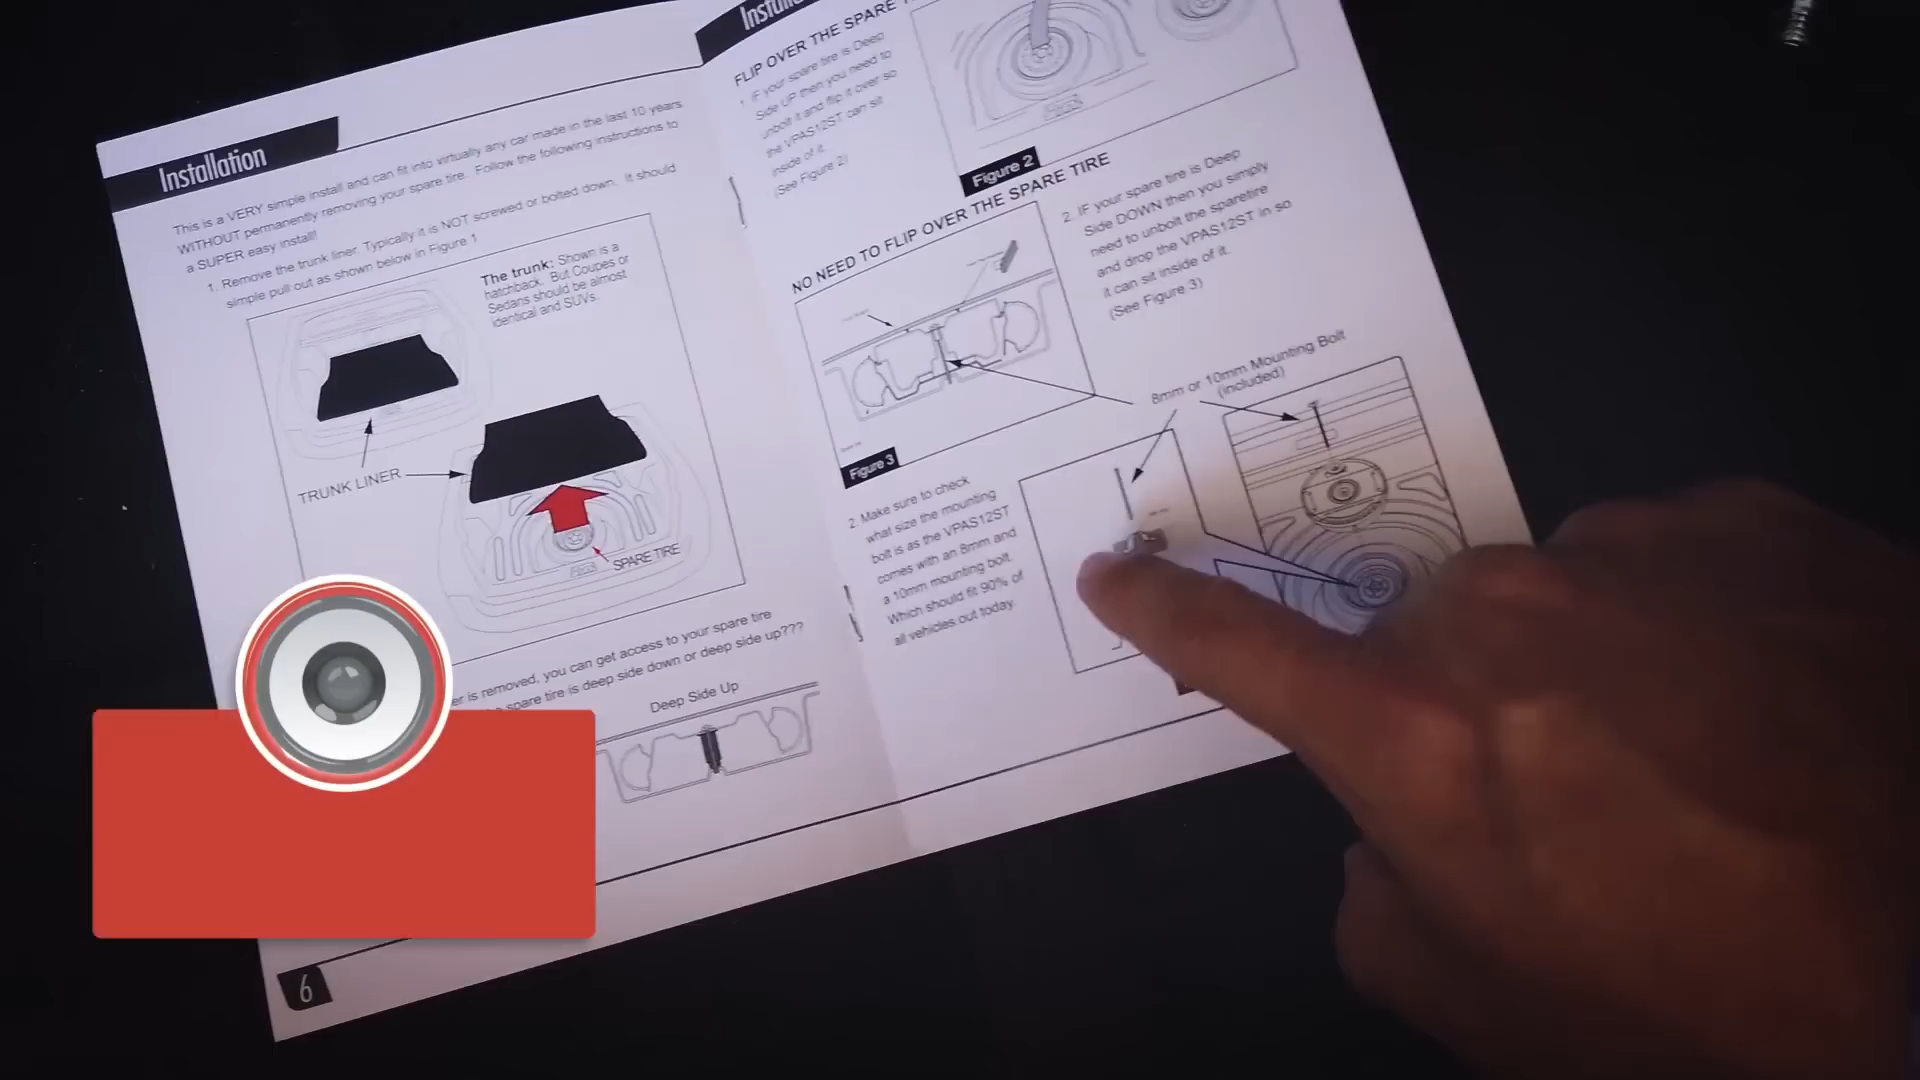 Installation
This is a VERY simple install and can fit into virtually any car made in the last 10 years
WITHOUT permanently removing your spare tire. Follow the following instructions to
a SUPER easy install!
1. Remove the trunk liner. Typically it is NOT screwed or bolted down. It should
simple pull out as shown below in Figure 1
The trunk: Shown is a
hatchback. But Coupes or
Sedans should be almost
identical and SUVs.
TRUNK LINER
SPARE TIRE
er is removed, you can get access to your spare tire
spare tire is deep side down or deep side up???
Deep Side Up
6
FLIP OVER THE SPARE
1. IF your spare tire is Deep
Side UP then you need to
unbolt it and flip it over so
the VPAS12ST can sit
inside of it.
(See Figure 2)
Figure 2
NO NEED TO FLIP OVER THE SPARE TIRE
2. IF your spare tire is Deep
Side DOWN then you simply
need to unbolt the sparetire
and drop the VPAS12ST in so
it can sit inside of it.
(See Figure 3)
Figure 3
8mm or 10mm Mounting Bolt
(included)
2. Make sure to check
what size the mounting
bolt is as the VPAS12ST
comes with an 8mm and
a 10mm mounting bolt.
Which should fit 90% of
all vehicles out today.